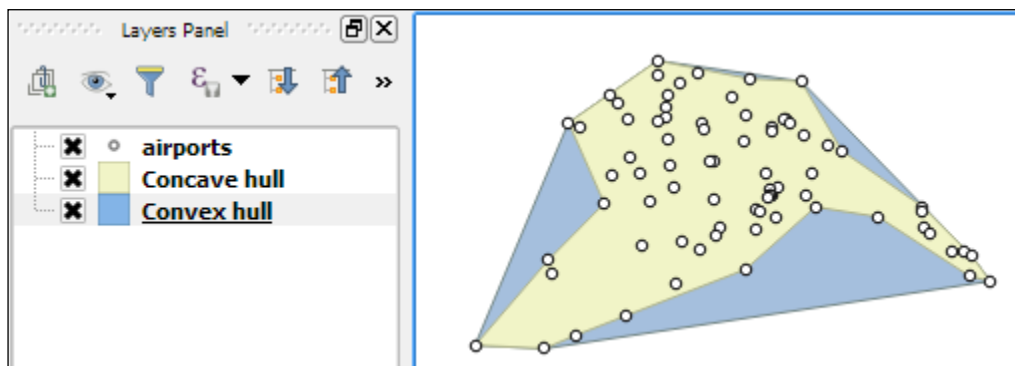 Layers Panel
ε »
airports
Concave hull
Convex hull